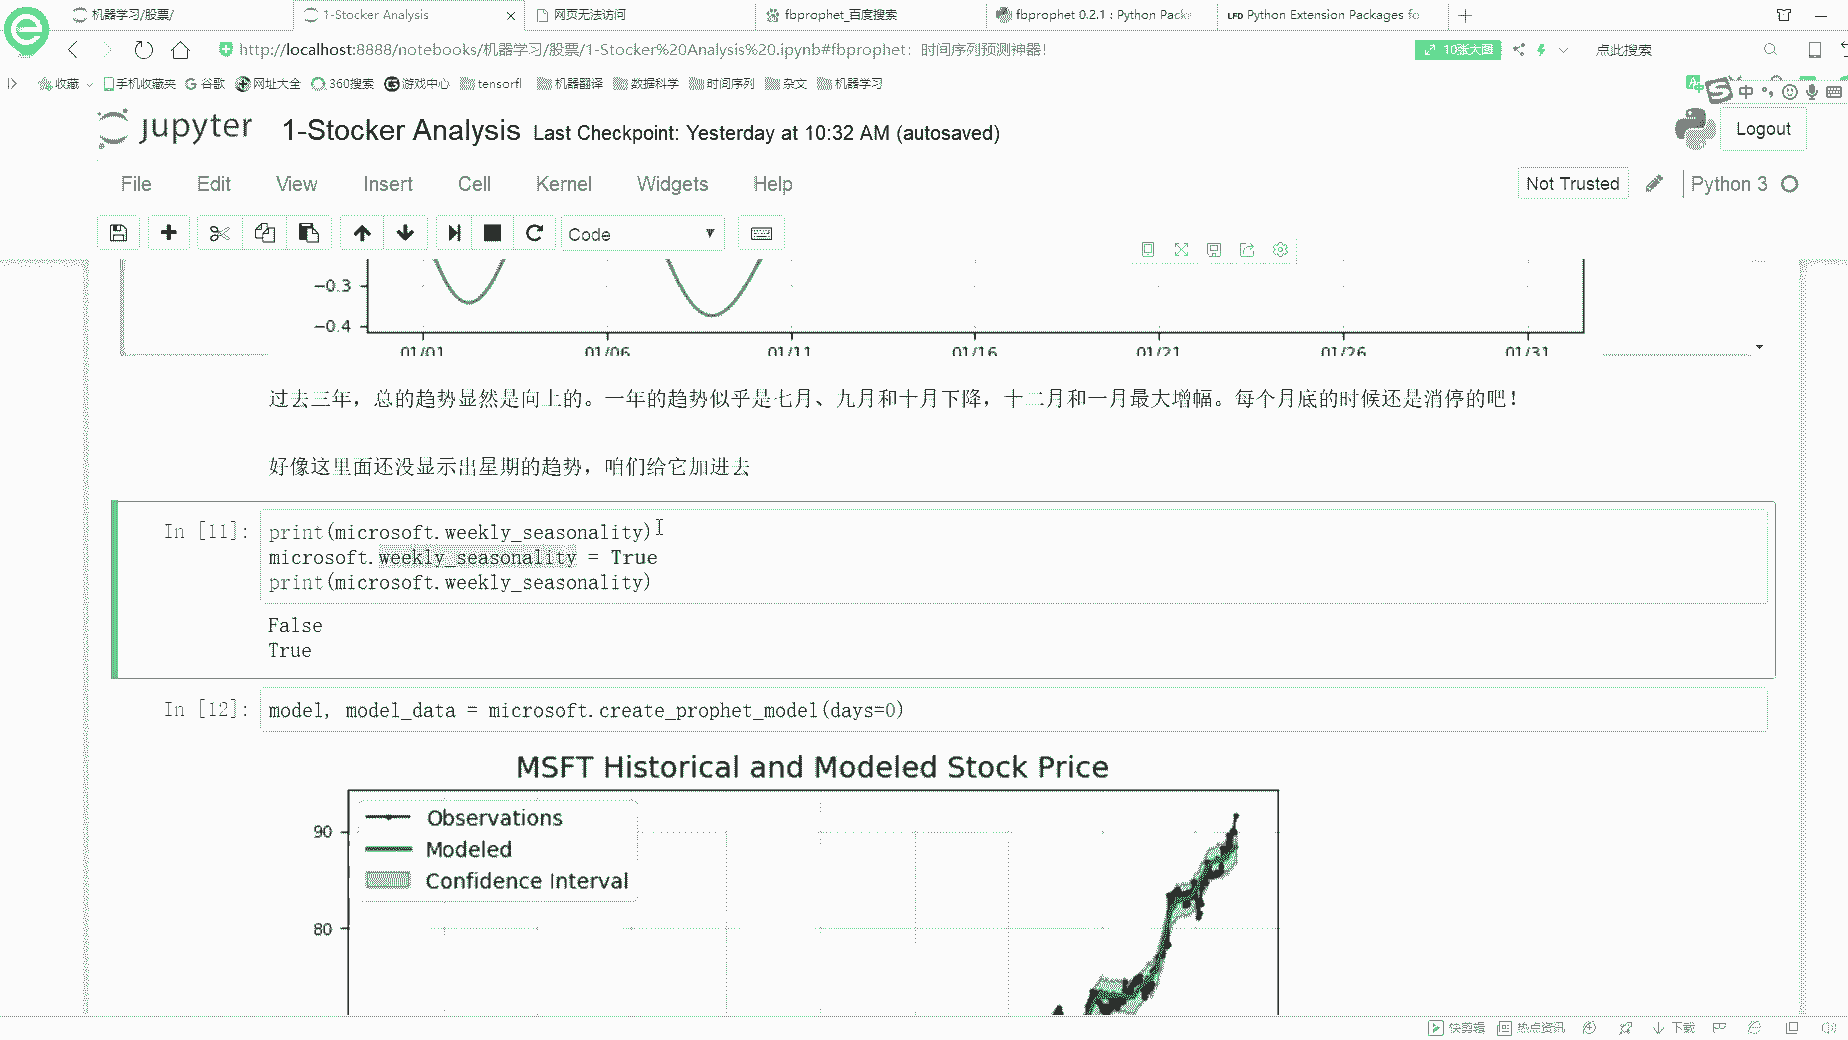 机器学习/股票/
1-Stocker Analysis
网页无法访问
fbprophet_百度搜索
fbprophet 0.2.1 : Python Pack
LFD Python Extension Packages fo
http://localhost:8888/notebooks/机器学习/股票/1-Stocker%20Analysis%20.ipynb#fbprophet：时间序列预测神器!
10张大图
点此搜索
收藏
手机收藏夹
谷歌
网址大全
360搜索
游戏中心
tensorfl
机器翻译
数据科学
时间序列
杂文
机器学习
中
jupyter
1-Stocker Analysis
Last Checkpoint: Yesterday at 10:32 AM (autosaved)
Logout
File
Edit
View
Insert
Cell
Kernel
Widgets
Help
Not Trusted
Python 3
Code
−0.3
−0.4
01/01 01/06 01/11 01/16 01/21 01/26 01/31
过去三年，总的趋势显然是向上的。一年的趋势似乎是七月、九月和十月下降，十二月和一月最大增幅。每个月底的时候还是消停的吧！
好像这里面还没显示出星期的趋势，咱们给它加进去
In [11]:
print(microsoft.weekly_seasonality)
microsoft.weekly_seasonality = True
print(microsoft.weekly_seasonality)
False
True
In [12]:
model, model_data = microsoft.create_prophet_model(days=0)
MSFT Historical and Modeled Stock Price
Observations
Modeled
Confidence Interval
90
80
快剪辑
热点资讯
下载